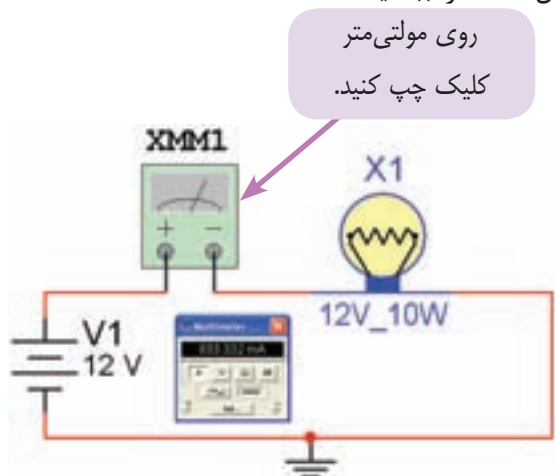 روی مولتی‌متر
کلیک چپ کنید.
XMM1
X1
+ −
12V_10W
V1
12 V
Multimeter